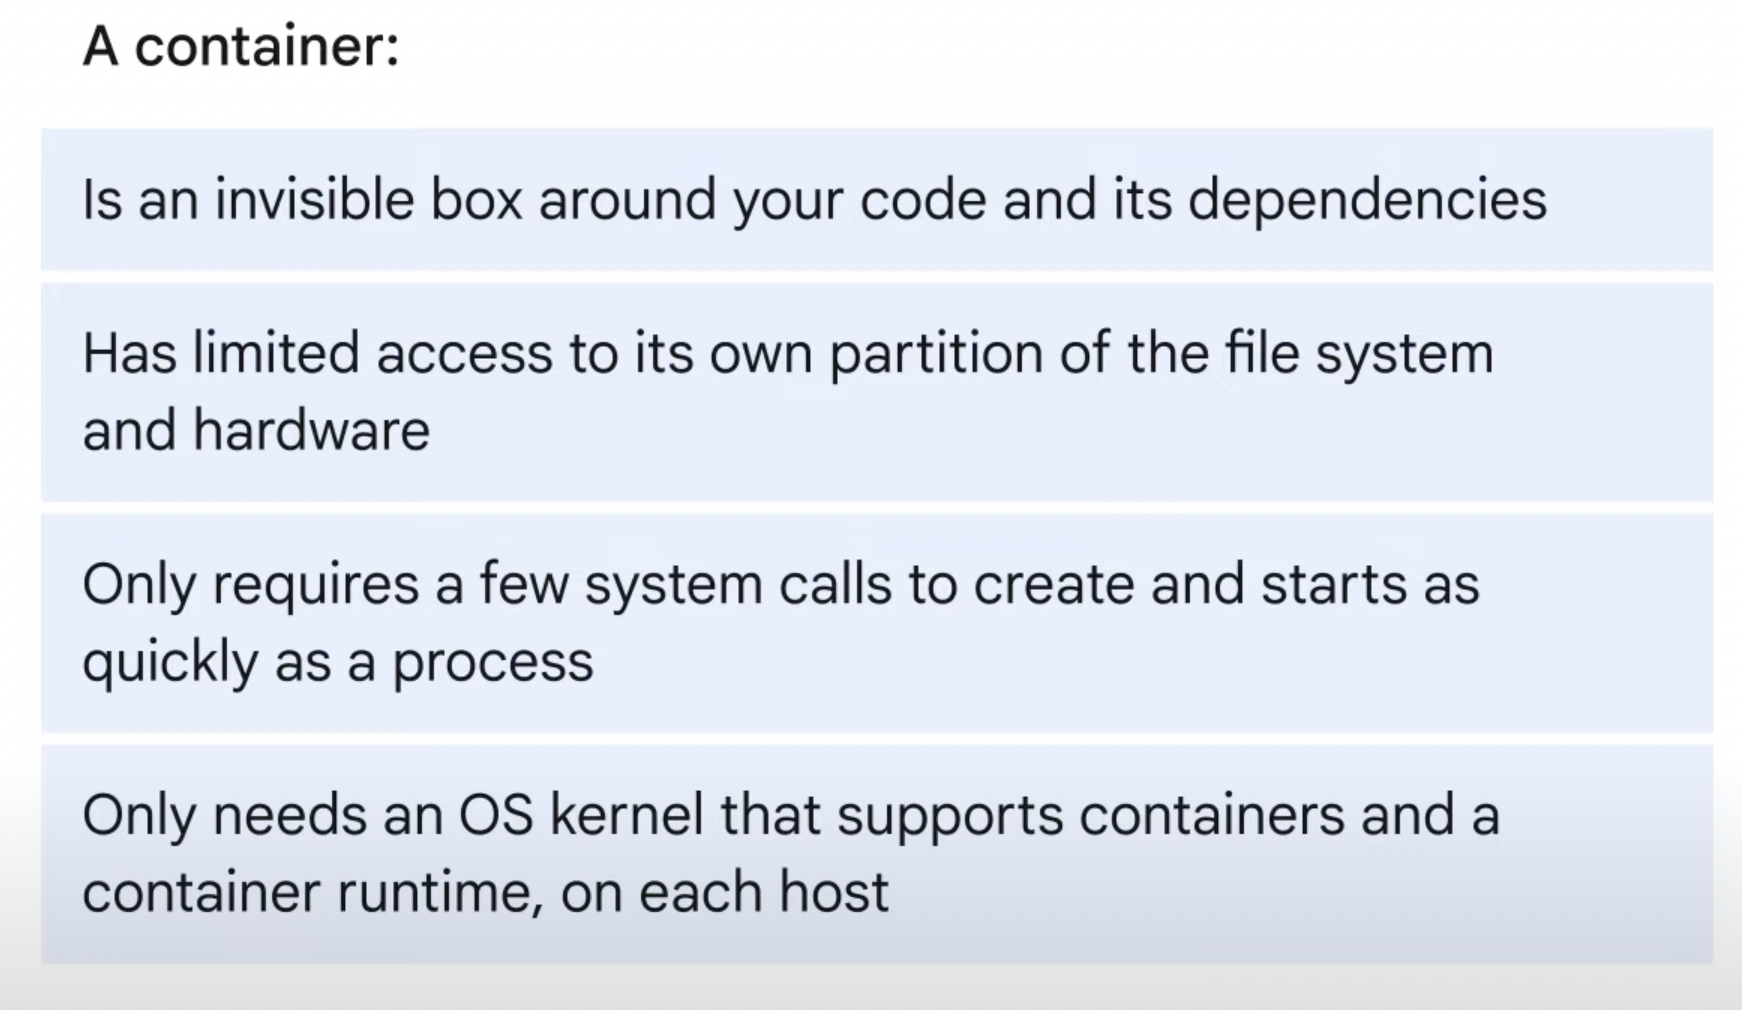 A container:
Is an invisible box around your code and its dependencies
Has limited access to its own partition of the file system
and hardware
Only requires a few system calls to create and starts as
quickly as a process
Only needs an OS kernel that supports containers and a
container runtime, on each host